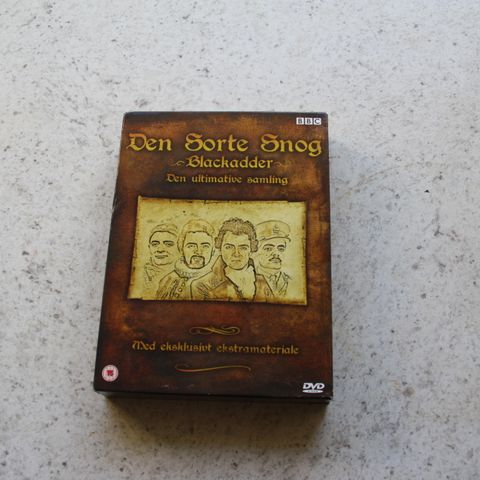 BBC
Den Sorte Snog
Blackadder
Den ultimative samling
Med eksklusivt ekstramateriale
15
DVD